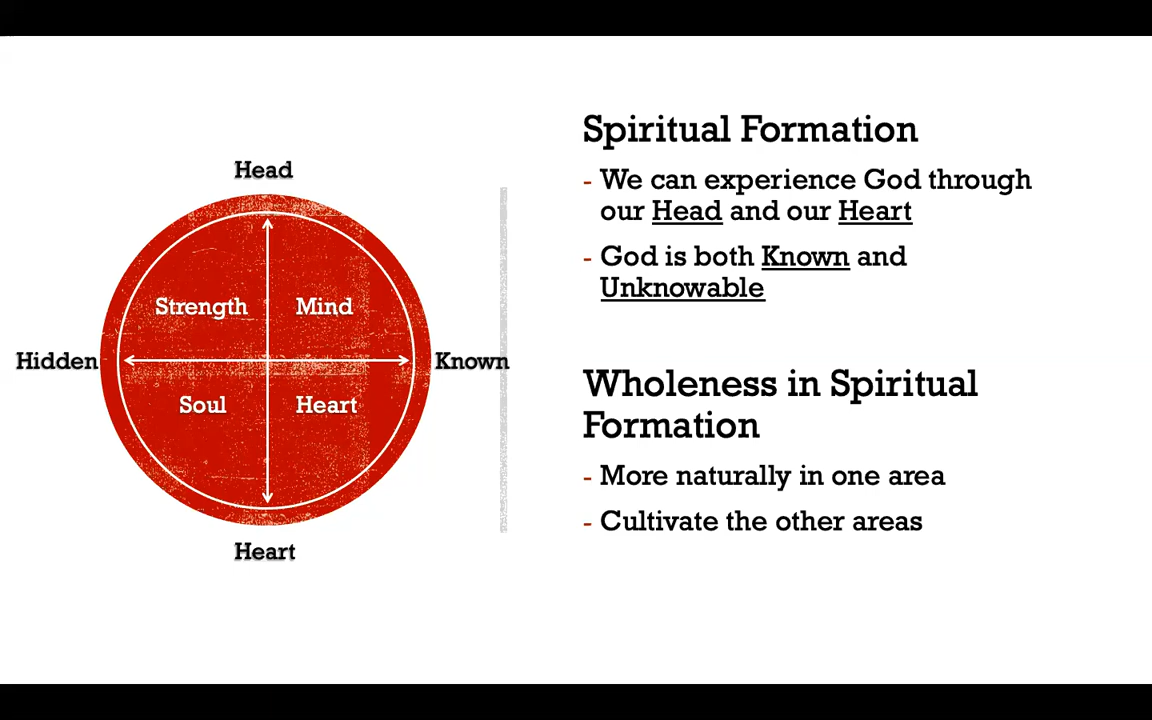 Head
Strength
Mind
Hidden
Known
Soul
Heart
Heart
Spiritual Formation
- We can experience God through
our Head and our Heart
- God is both Known and
Unknowable
Wholeness in Spiritual
Formation
- More naturally in one area
- Cultivate the other areas